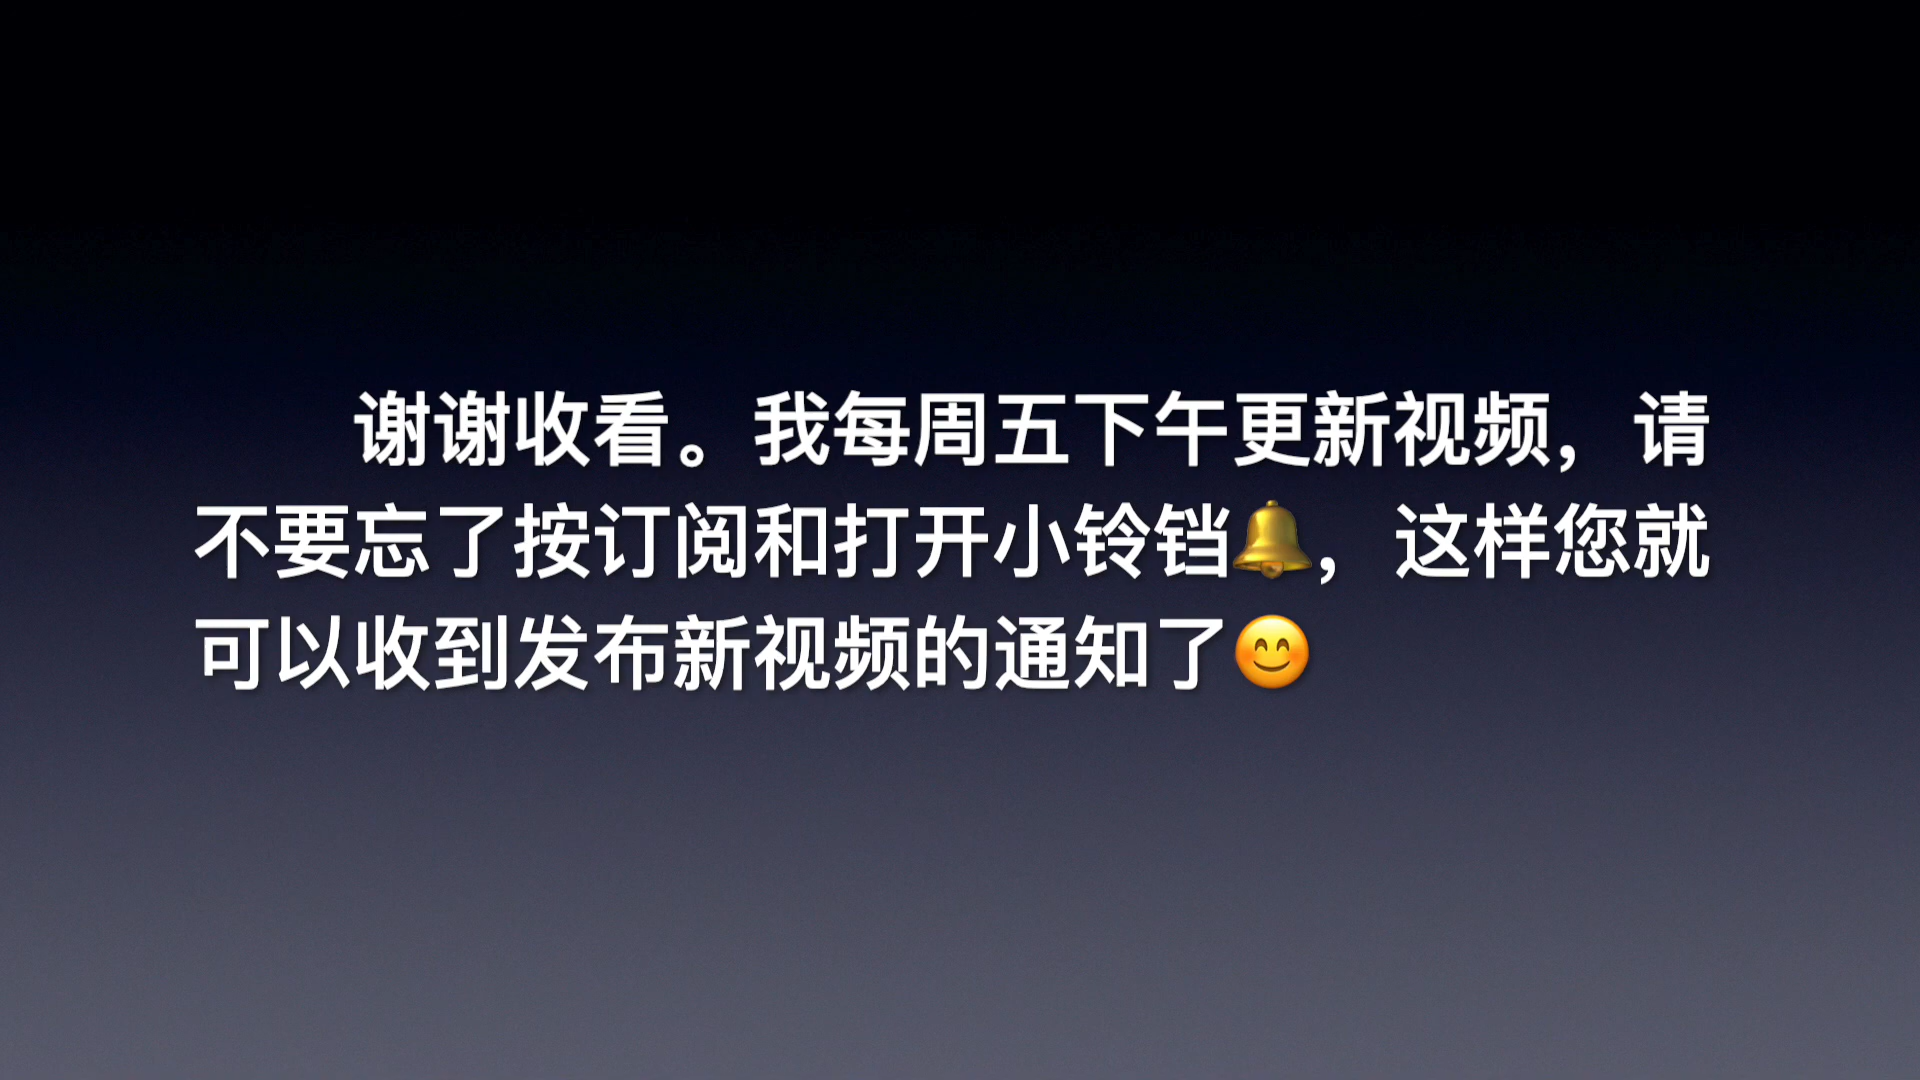 谢谢收看。我每周五下午更新视频，请
不要忘了按订阅和打开小铃铛🔔，这样您就
可以收到发布新视频的通知了😊